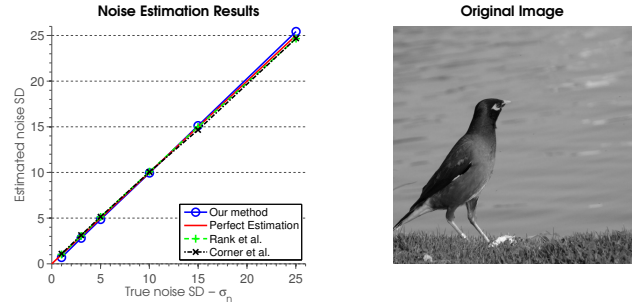 Noise Estimation Results
Original Image
25
20
15
10
5
0
Estimated noise SD
Our method
Perfect Estimation
Rank et al.
Corner et al.
0 5 10 15 20 25
True noise SD – σn